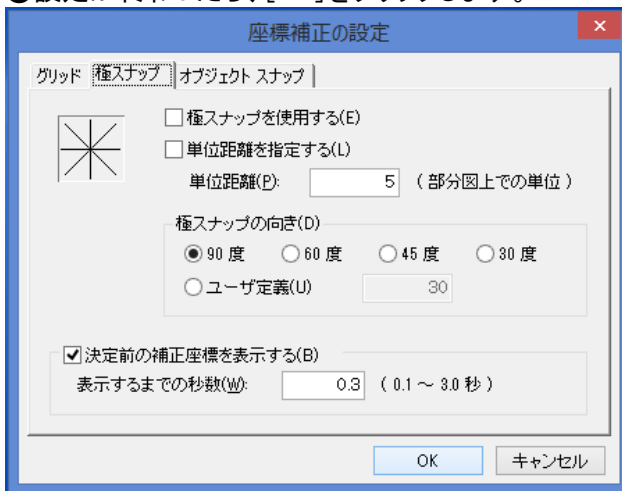 座標補正の設定
グリッド 極スナップ オブジェクト スナップ
極スナップを使用する(E)
単位距離を指定する(L)
単位距離(P): 5 ( 部分図上での単位 )
極スナップの向き(D)
90 度 60 度 45 度 30 度
ユーザ定義(U) 30
決定前の補正座標を表示する(B)
表示するまでの秒数(W): 0.3 ( 0.1 ～ 3.0 秒 )
OK キャンセル